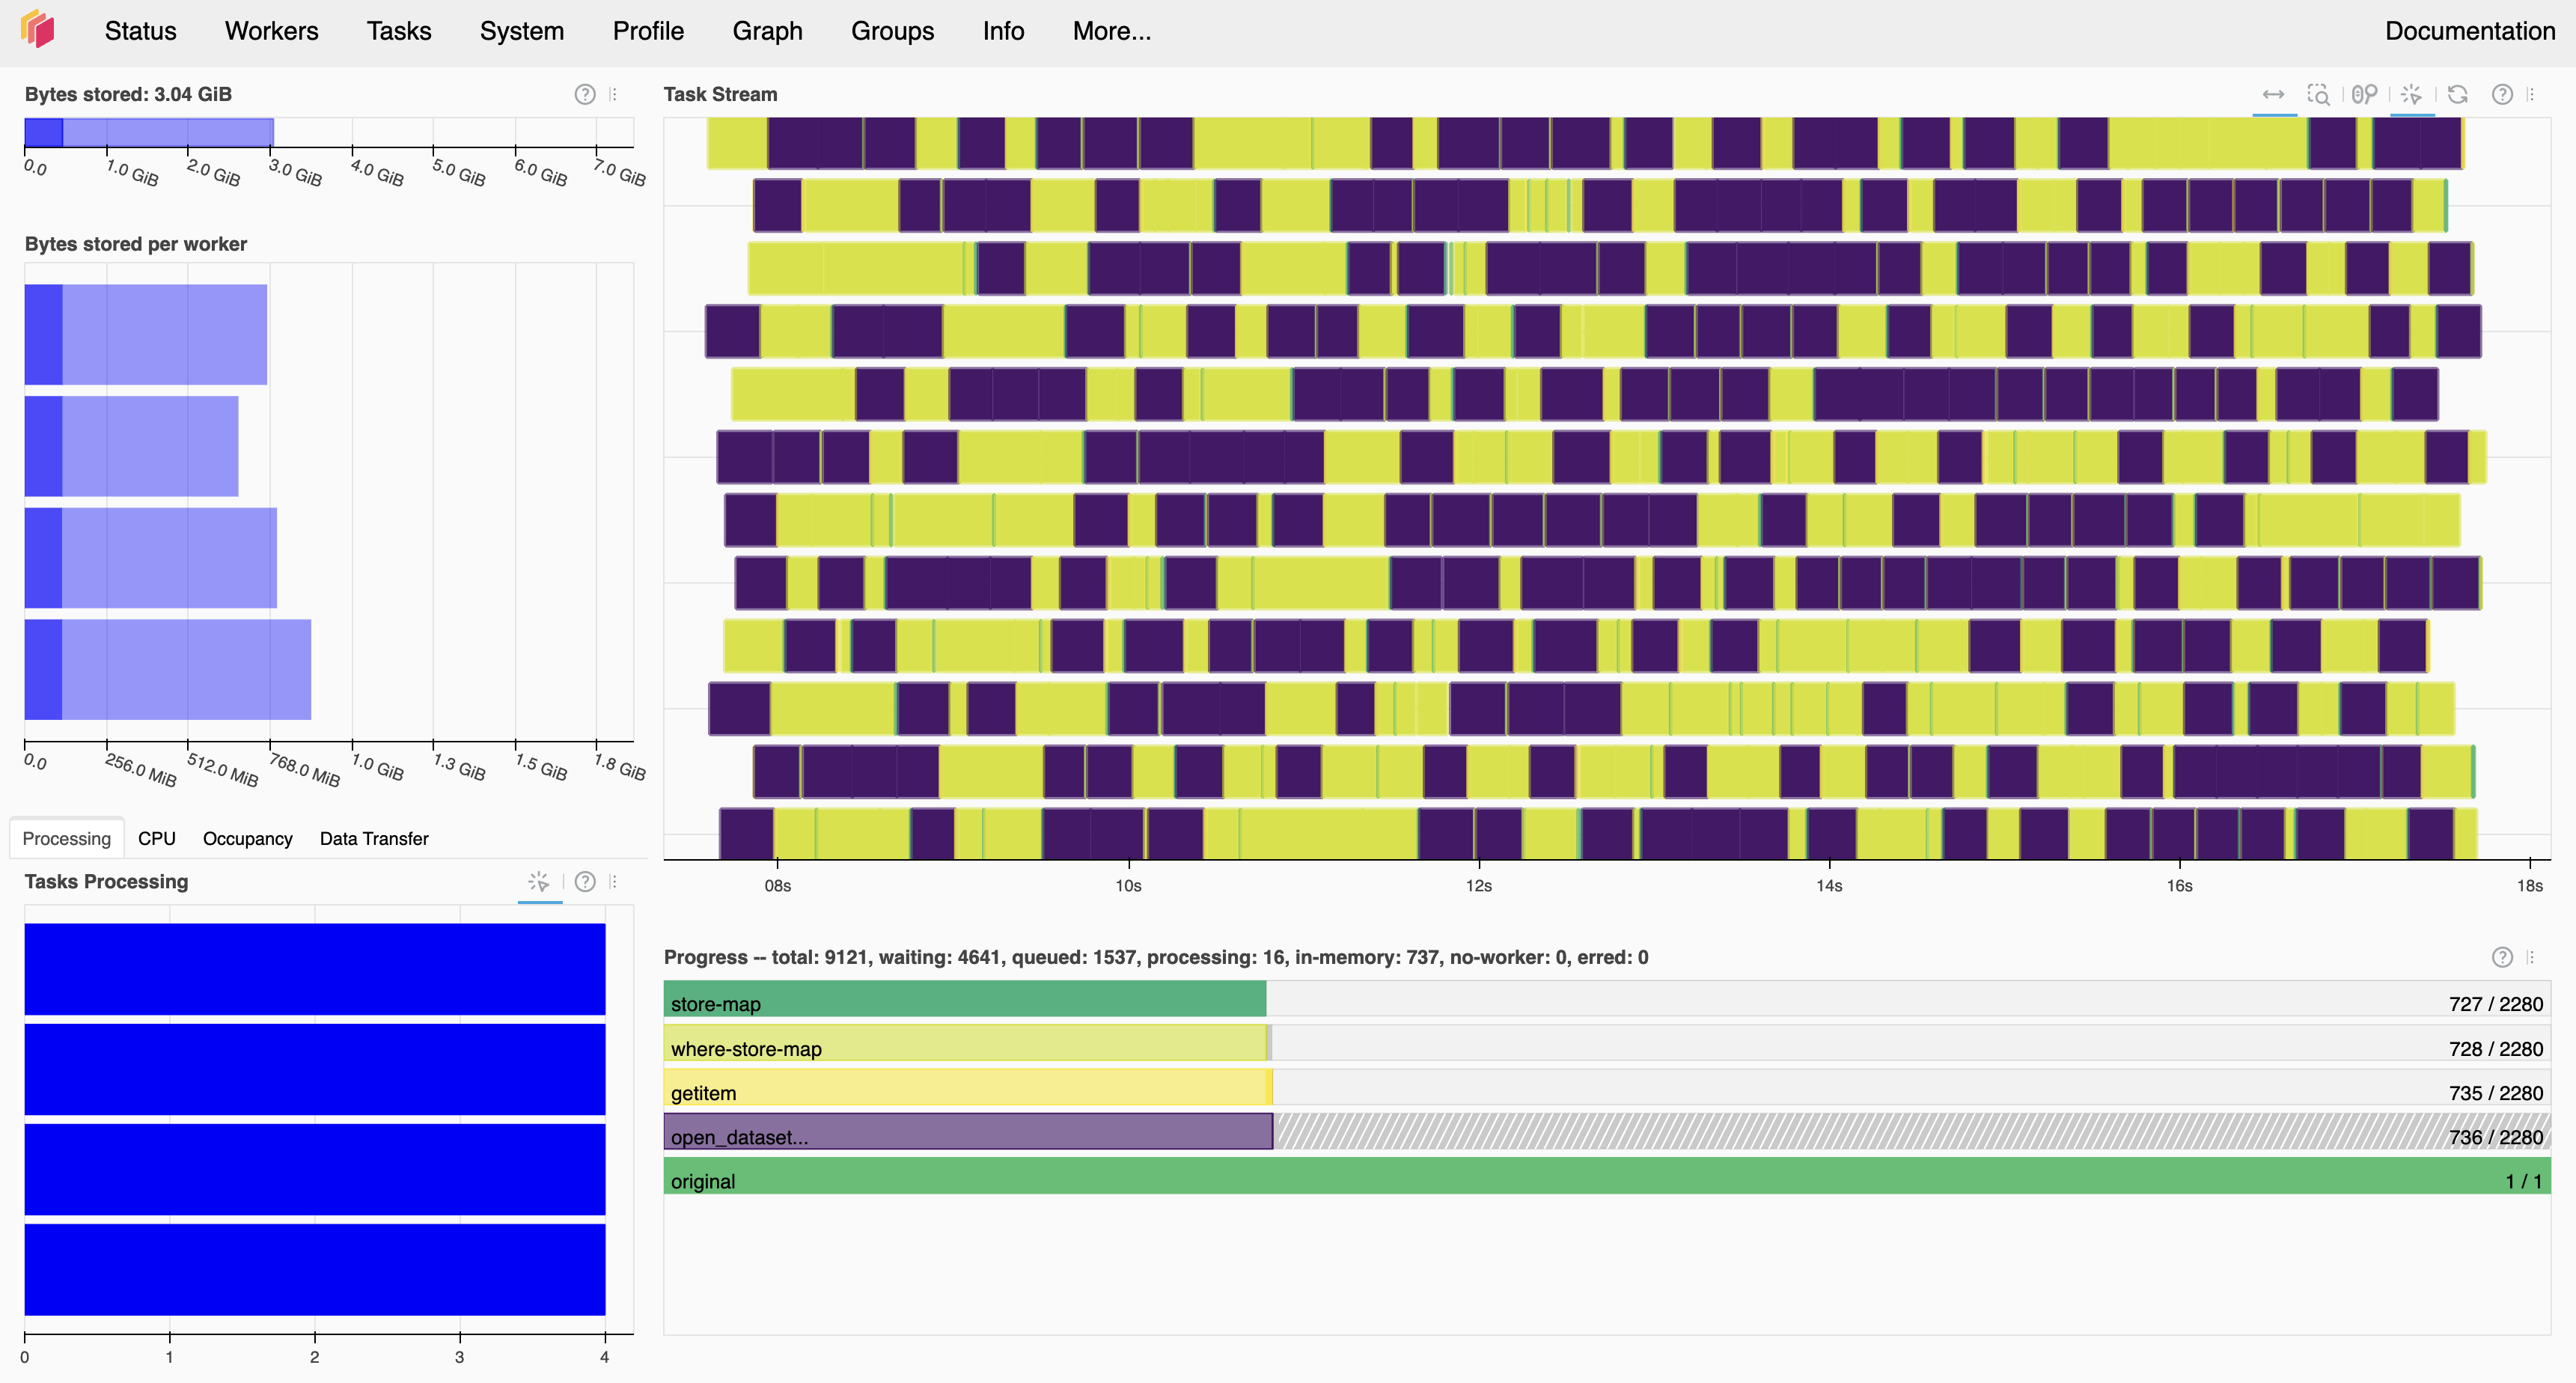 Status Workers Tasks System Profile Graph Groups Info More... Documentation
Bytes stored: 3.04 GiB
0.0 1.0 GiB 2.0 GiB 3.0 GiB 4.0 GiB 5.0 GiB 6.0 GiB 7.0 GiB
Bytes stored per worker
0.0 256.0 MiB 512.0 MiB 768.0 MiB 1.0 GiB 1.3 GiB 1.5 GiB 1.8 GiB
Processing CPU Occupancy Data Transfer
Tasks Processing
0 1 2 3 4
Task Stream
08s 10s 12s 14s 16s 18s
Progress -- total: 9121, waiting: 4641, queued: 1537, processing: 16, in-memory: 737, no-worker: 0, erred: 0
store-map 727 / 2280
where-store-map 728 / 2280
getitem 735 / 2280
open_dataset... 736 / 2280
original 1 / 1